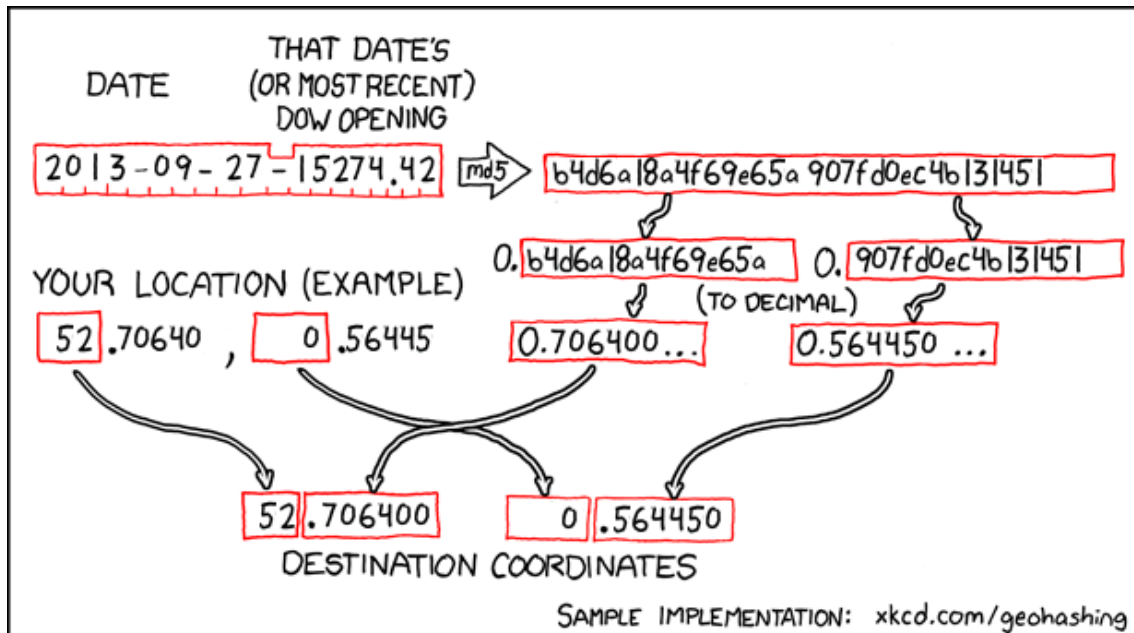 THAT DATE'S
DATE (OR MOST RECENT)
DOW OPENING
2013-09-27-15274.42 md5 b4d6a18a4f69e65a907fd0ec4b131451
0.b4d6a18a4f69e65a 0.907fd0ec4b131451
YOUR LOCATION (EXAMPLE) (TO DECIMAL)
52.70640, 0.56445 0.706400... 0.564450...
52.706400 0.564450
DESTINATION COORDINATES
SAMPLE IMPLEMENTATION: xkcd.com/geohashing